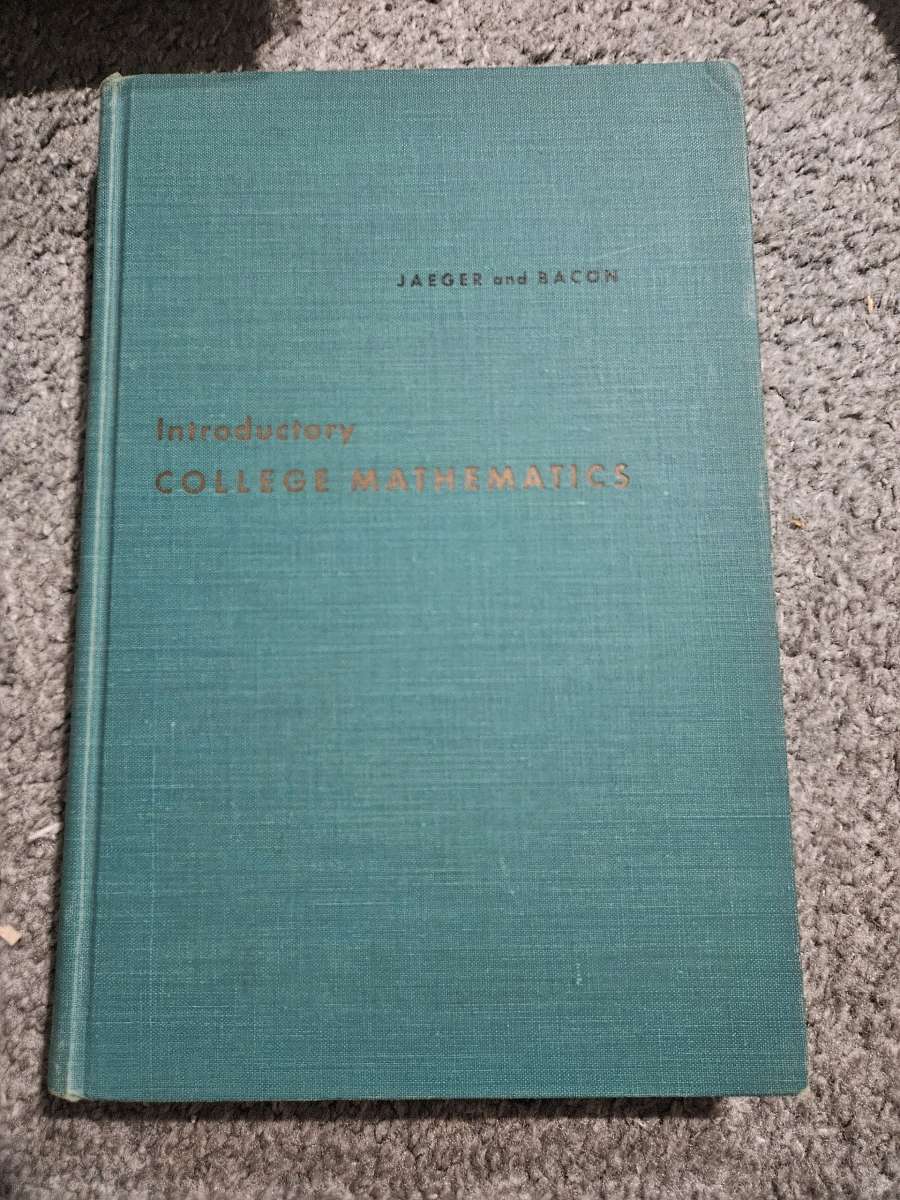 JAEGER and BACON
Introductory
COLLEGE MATHEMATICS